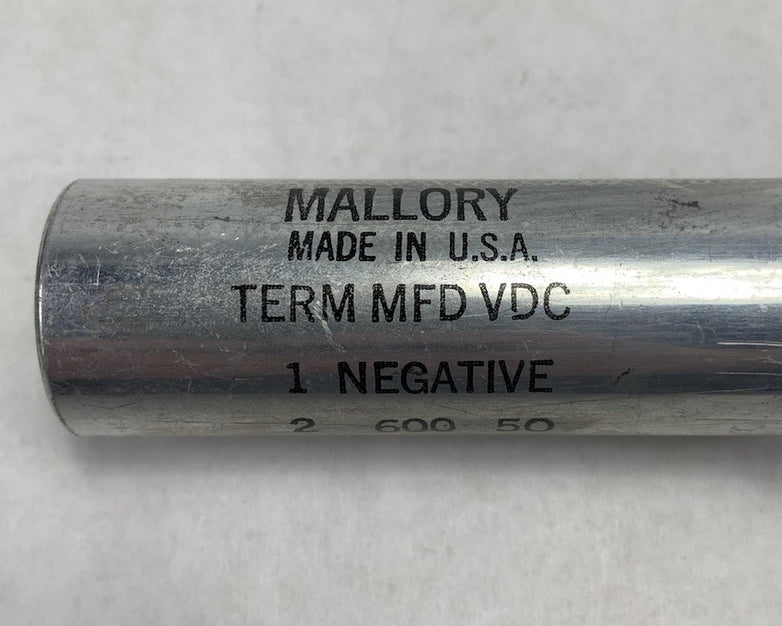 MALLORY
MADE IN U.S.A.
TERM MFD VDC
1 NEGATIVE
2 600 50